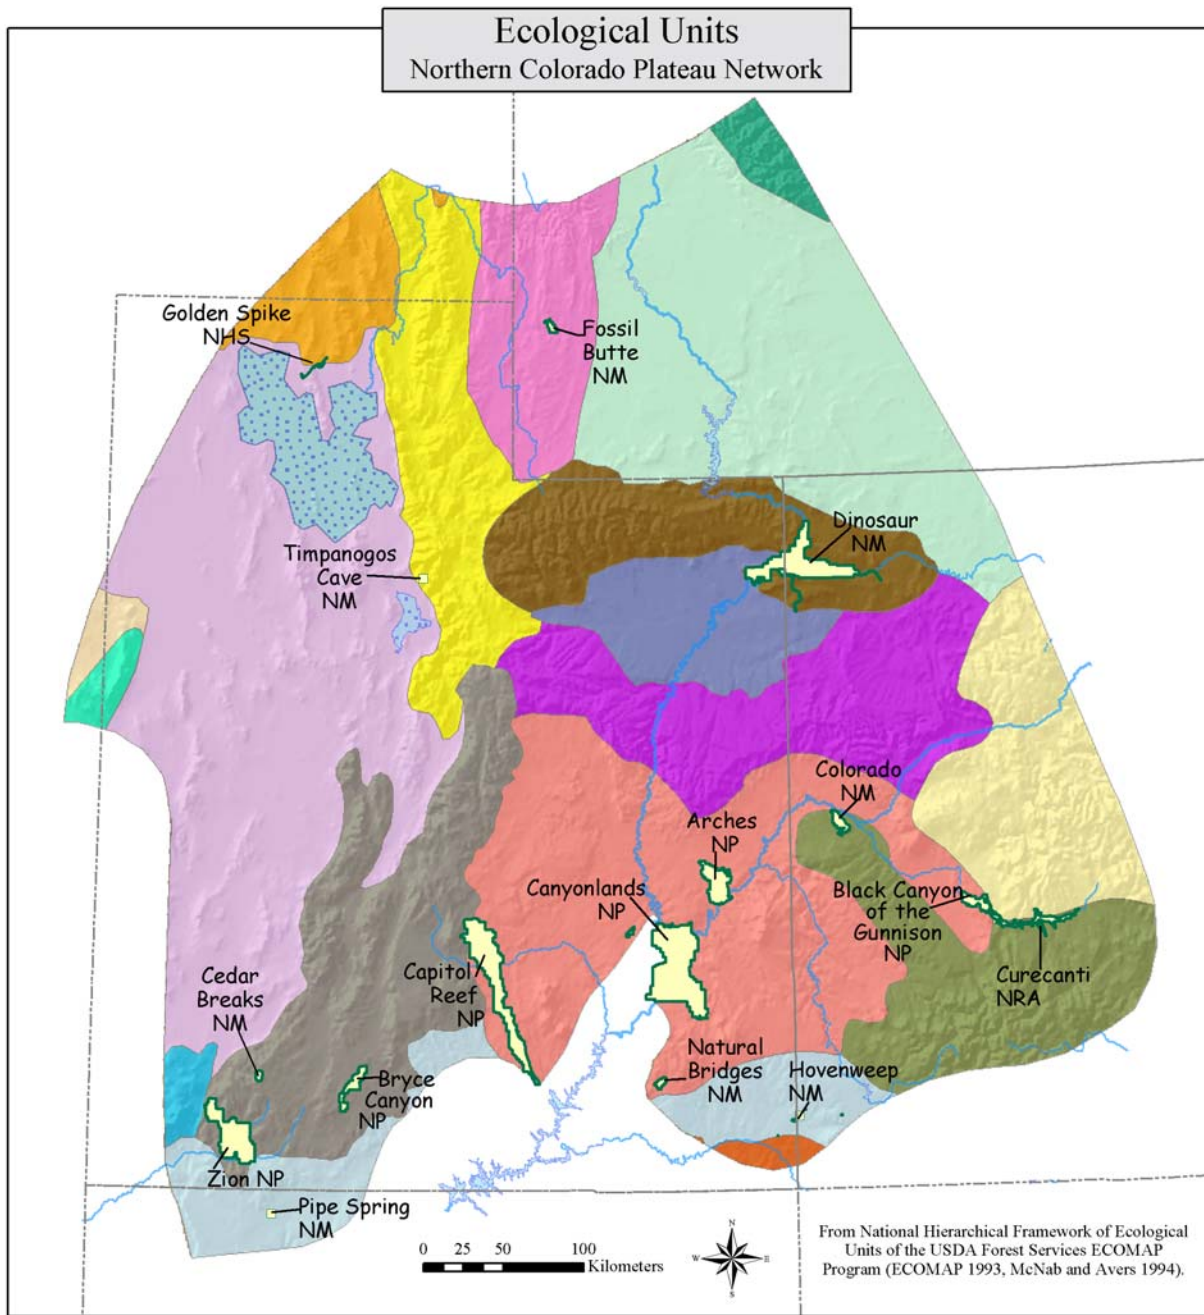 Ecological Units
Northern Colorado Plateau Network
Golden Spike
NHS
Fossil
Butte
NM
Dinosaur
NM
Timpanogos
Cave
NM
Colorado
NM
Arches
NP
Canyonlands
NP
Black Canyon
of the
Gunnison
NP
Capitol
Reef
NP
Cedar
Breaks
NM
Curecanti
NRA
Natural
Bridges
NM
Hovenweep
NM
Bryce
Canyon
NP
Zion NP
Pipe Spring
NM
0 25 50 100
Kilometers
N
W
E
S
From National Hierarchical Framework of Ecological
Units of the USDA Forest Services ECOMAP
Program (ECOMAP 1993, McNab and Avers 1994).